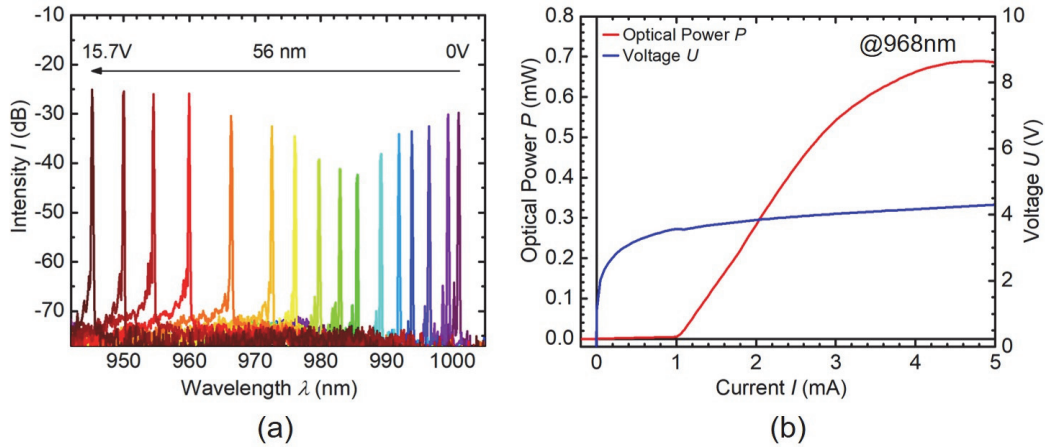 15.7V 56 nm 0V
-10
-20
-30
-40
-50
-60
-70
Intensity I (dB)
950 960 970 980 990 1000
Wavelength λ (nm)
(a)
Optical Power P
Voltage U
@968nm
0.8
0.7
0.6
0.5
0.4
0.3
0.2
0.1
0.0
Optical Power P (mW)
10
8
6
4
2
0
Voltage U (V)
0 1 2 3 4 5
Current I (mA)
(b)